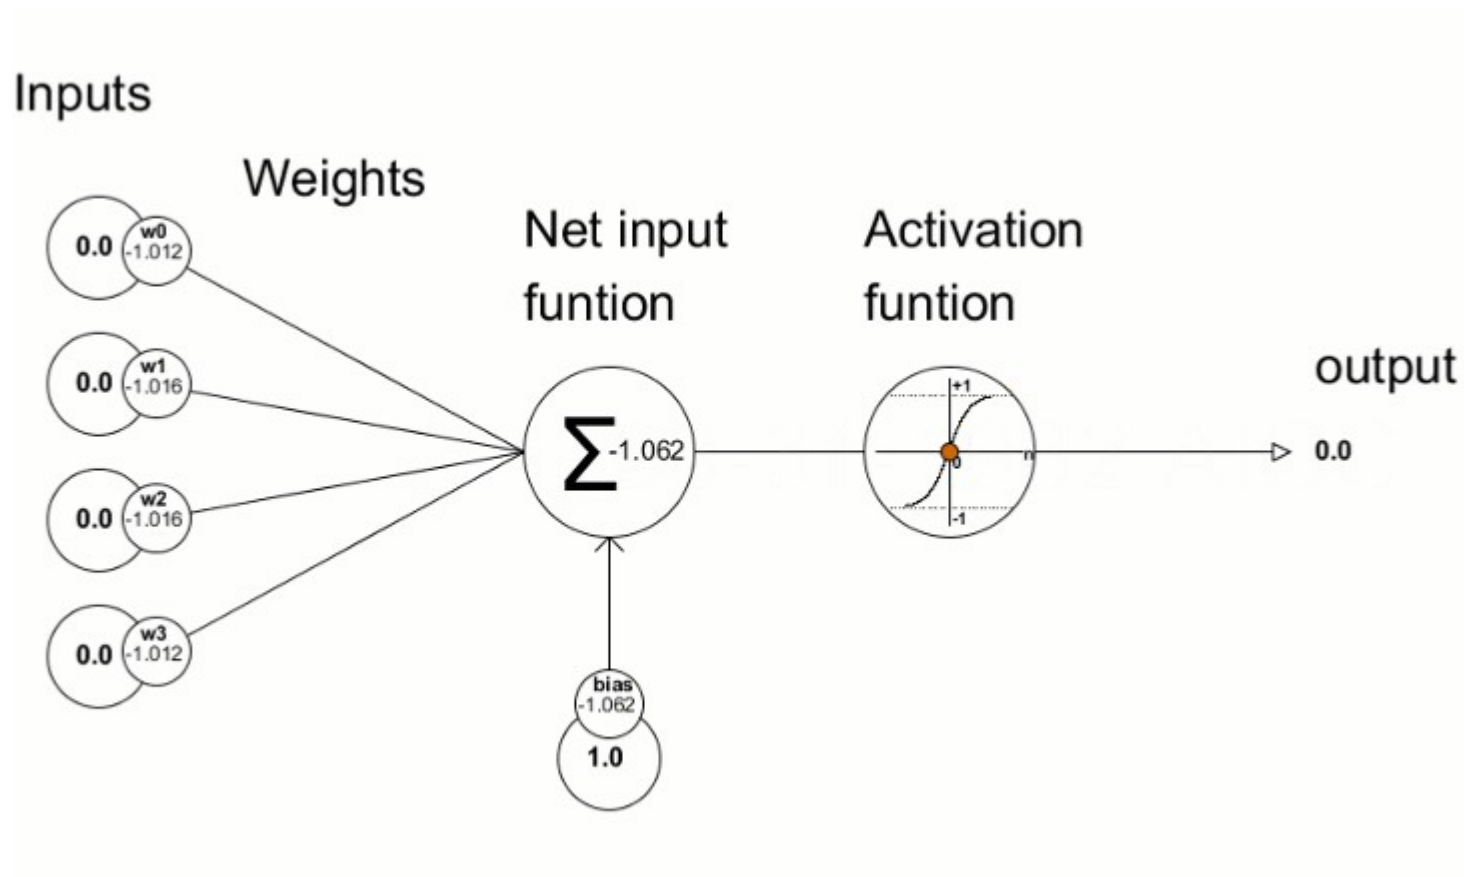 Inputs
Weights
Net input
funtion
Activation
funtion
output
0.0
w0
-1.012
0.0
w1
-1.016
0.0
w2
-1.016
0.0
w3
-1.012
Σ-1.062
+1
0
n
-1
0.0
bias
-1.062
1.0